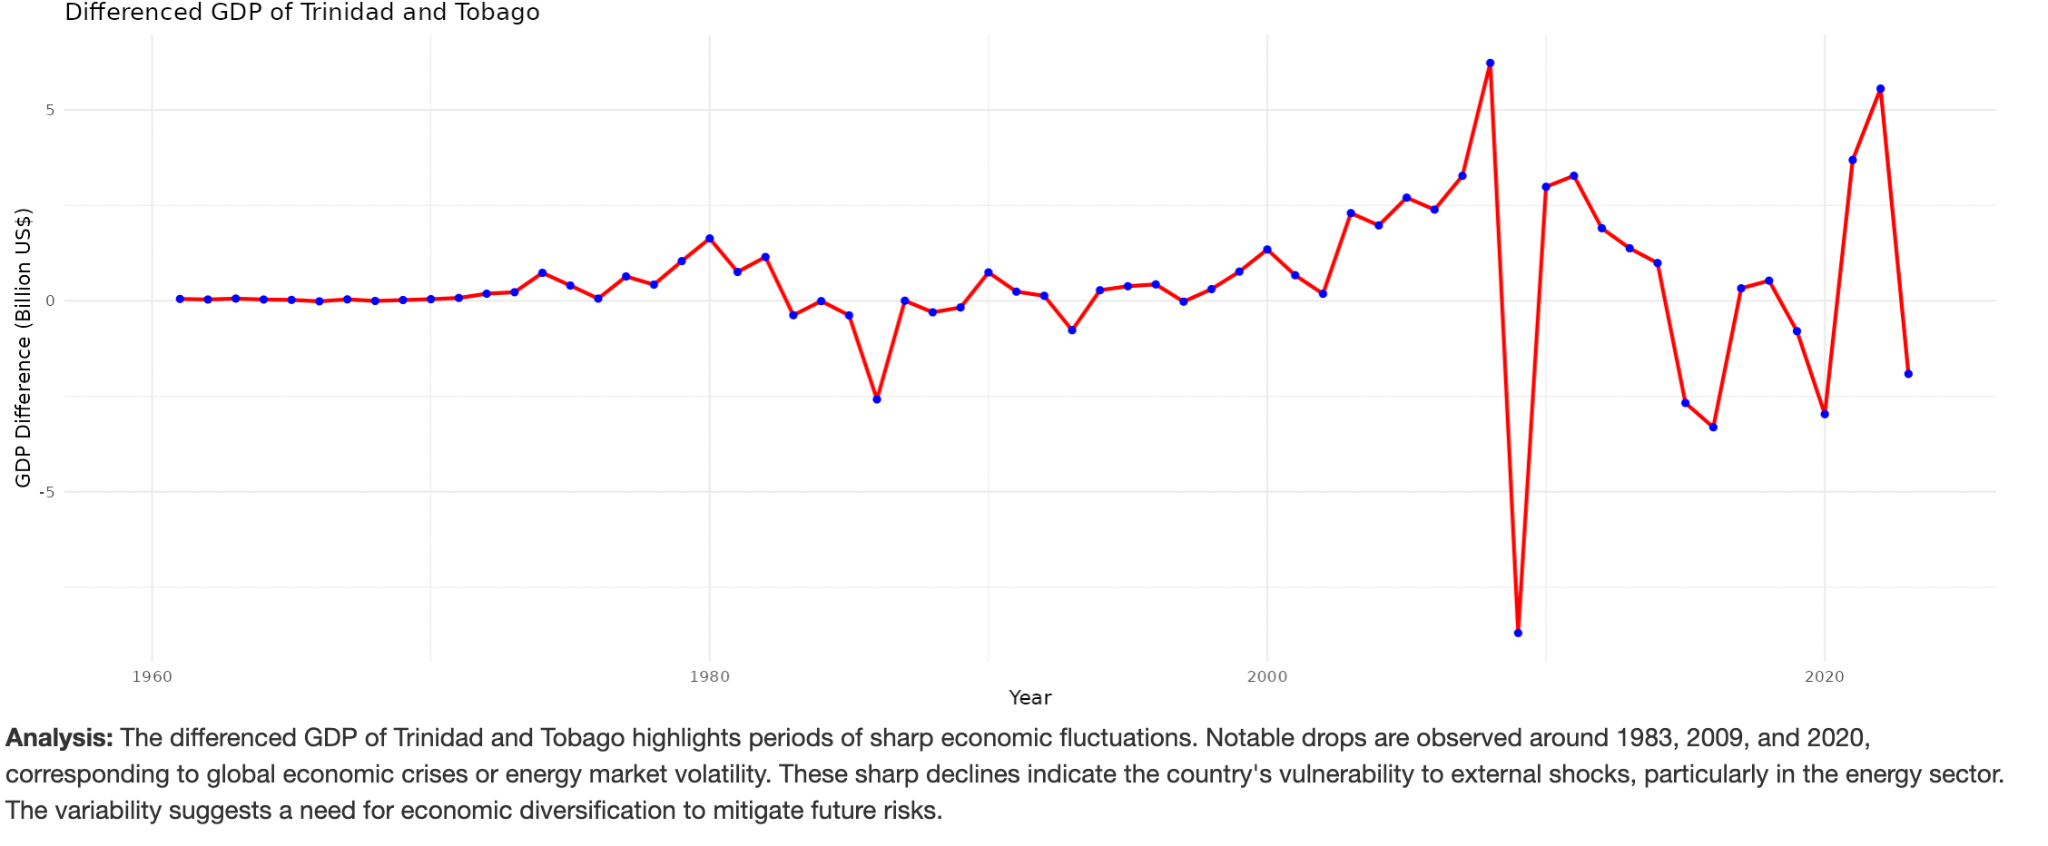 Differenced GDP of Trinidad and Tobago
GDP Difference (Billion US$)
5
0
-5
1960
1980
2000
2020
Year
Analysis: The differenced GDP of Trinidad and Tobago highlights periods of sharp economic fluctuations. Notable drops are observed around 1983, 2009, and 2020,
corresponding to global economic crises or energy market volatility. These sharp declines indicate the country's vulnerability to external shocks, particularly in the energy sector.
The variability suggests a need for economic diversification to mitigate future risks.